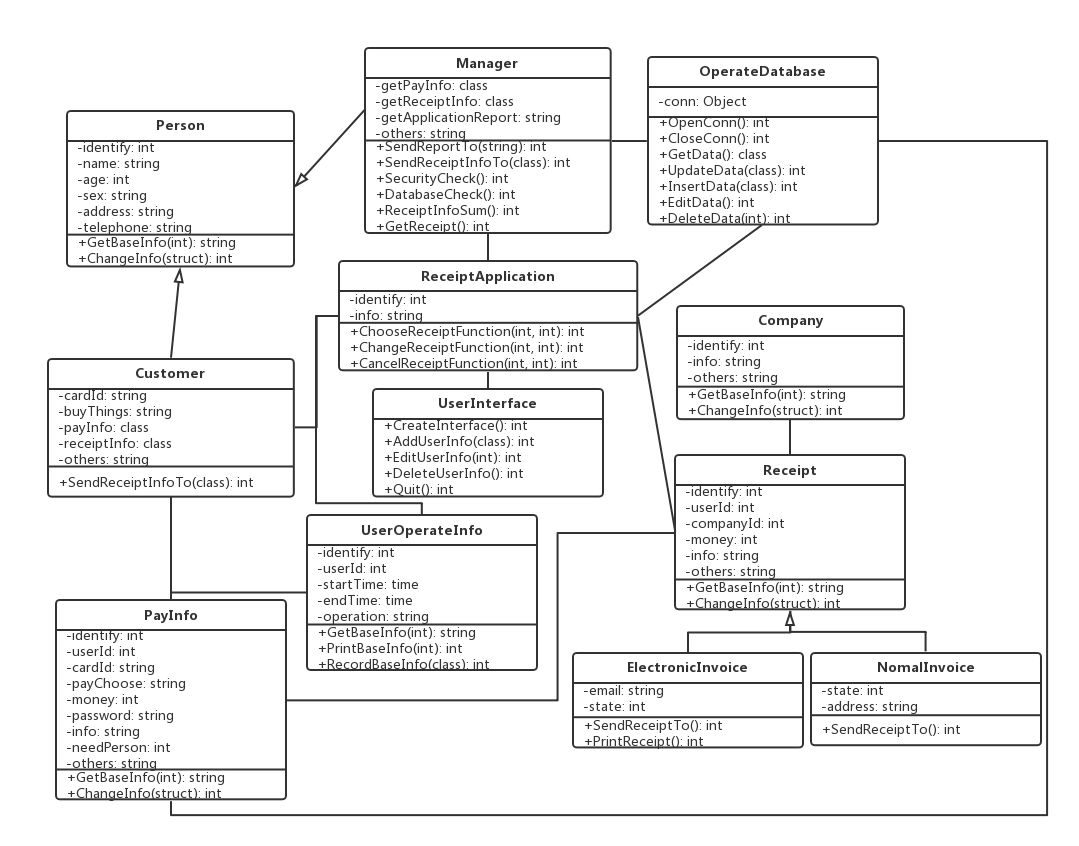 Manager
-getPayInfo: class
-getReceiptInfo: class
-getApplicationReport: string
-others: string
+SendReportTo(string): int
+SendReceiptInfoTo(class): int
+SecurityCheck(): int
+DatabaseCheck(): int
+ReceiptInfoSum(): int
+GetReceipt(): int
OperateDatabase
-conn: Object
+OpenConn(): int
+CloseConn(): int
+GetData(): class
+UpdateData(class): int
+InsertData(class): int
+EditData(): int
+DeleteData(int): int
Person
-identify: int
-name: string
-age: int
-sex: string
-address: string
-telephone: string
+GetBaseInfo(int): string
+ChangeInfo(struct): int
ReceiptApplication
-identify: int
-info: string
+ChooseReceiptFunction(int, int): int
+ChangeReceiptFunction(int, int): int
+CancelReceiptFunction(int, int): int
Company
-identify: int
-info: string
-others: string
+GetBaseInfo(int): string
+ChangeInfo(struct): int
Customer
-cardId: string
-buyThings: string
-payInfo: class
-receiptInfo: class
-others: string
+SendReceiptInfoTo(class): int
UserInterface
+CreateInterface(): int
+AddUserInfo(class): int
+EditUserInfo(int): int
+DeleteUserInfo(): int
+Quit(): int
Receipt
-identify: int
-userId: int
-companyId: int
-money: int
-info: string
-others: string
+GetBaseInfo(int): string
+ChangeInfo(struct): int
UserOperateInfo
-identify: int
-userId: int
-startTime: time
-endTime: time
-operation: string
+GetBaseInfo(int): string
+PrintBaseInfo(int): int
+RecordBaseInfo(class): int
PayInfo
-identify: int
-userId: int
-cardId: string
-payChoose: string
-money: int
-password: string
-info: string
-needPerson: int
-others: string
+GetBaseInfo(int): string
+ChangeInfo(struct): int
ElectronicInvoice
-email: string
-state: int
+SendReceiptTo(): int
+PrintReceipt(): int
NomalInvoice
-state: int
-address: string
+SendReceiptTo(): int